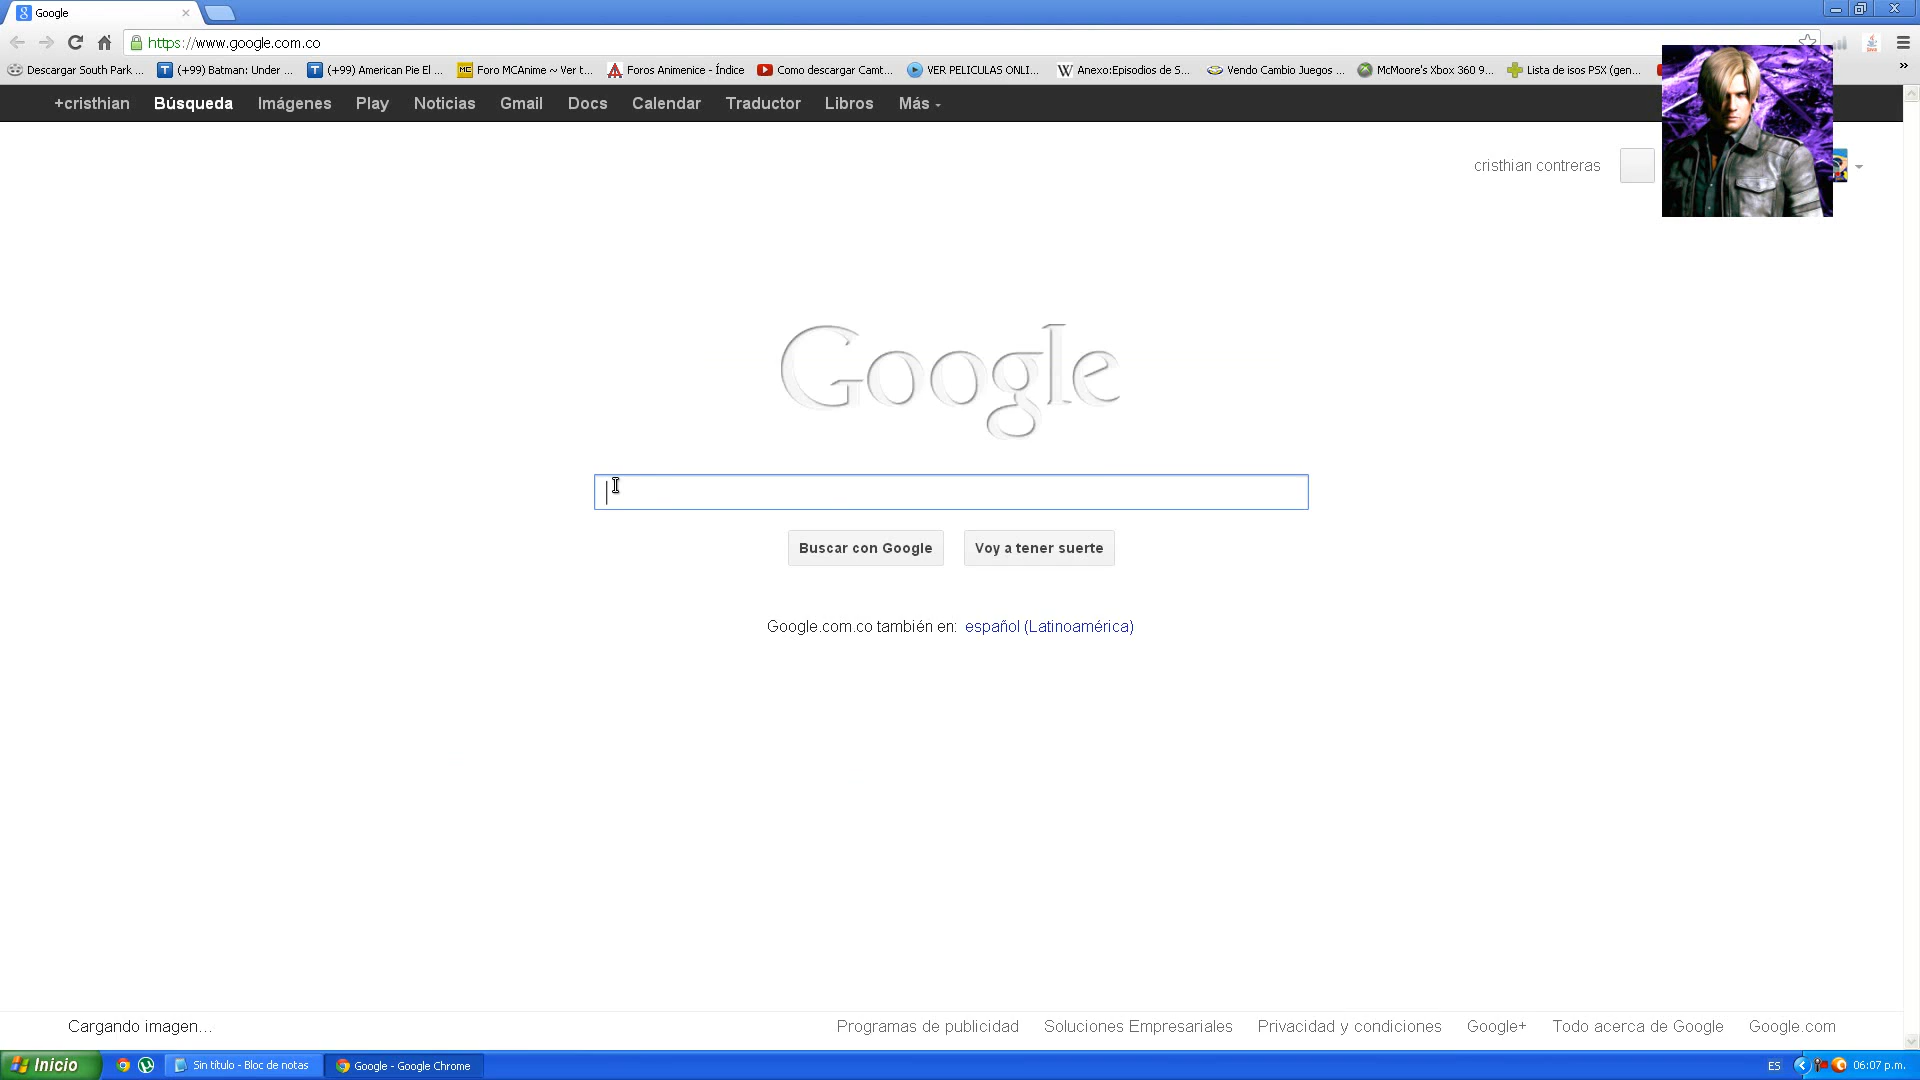 Google
https://www.google.com.co
Descargar South Park ...
(+99) Batman: Under ...
(+99) American Pie El ...
MC Foro MCAnime ~ Ver t...
Foros Animenice - Índice
Como descargar Camt...
VER PELICULAS ONLI...
W Anexo:Episodios de S...
Vendo Cambio Juegos ...
McMoore's Xbox 360 9...
Lista de isos PSX (gen...
+cristhian Búsqueda Imágenes Play Noticias Gmail Docs Calendar Traductor Libros Más
cristhian contreras
Google
Buscar con Google Voy a tener suerte
Google.com.co también en: español (Latinoamérica)
Cargando imagen...
Programas de publicidad Soluciones Empresariales Privacidad y condiciones Google+ Todo acerca de Google Google.com
Inicio
Sin título - Bloc de notas
Google - Google Chrome
ES
06:07 p.m.